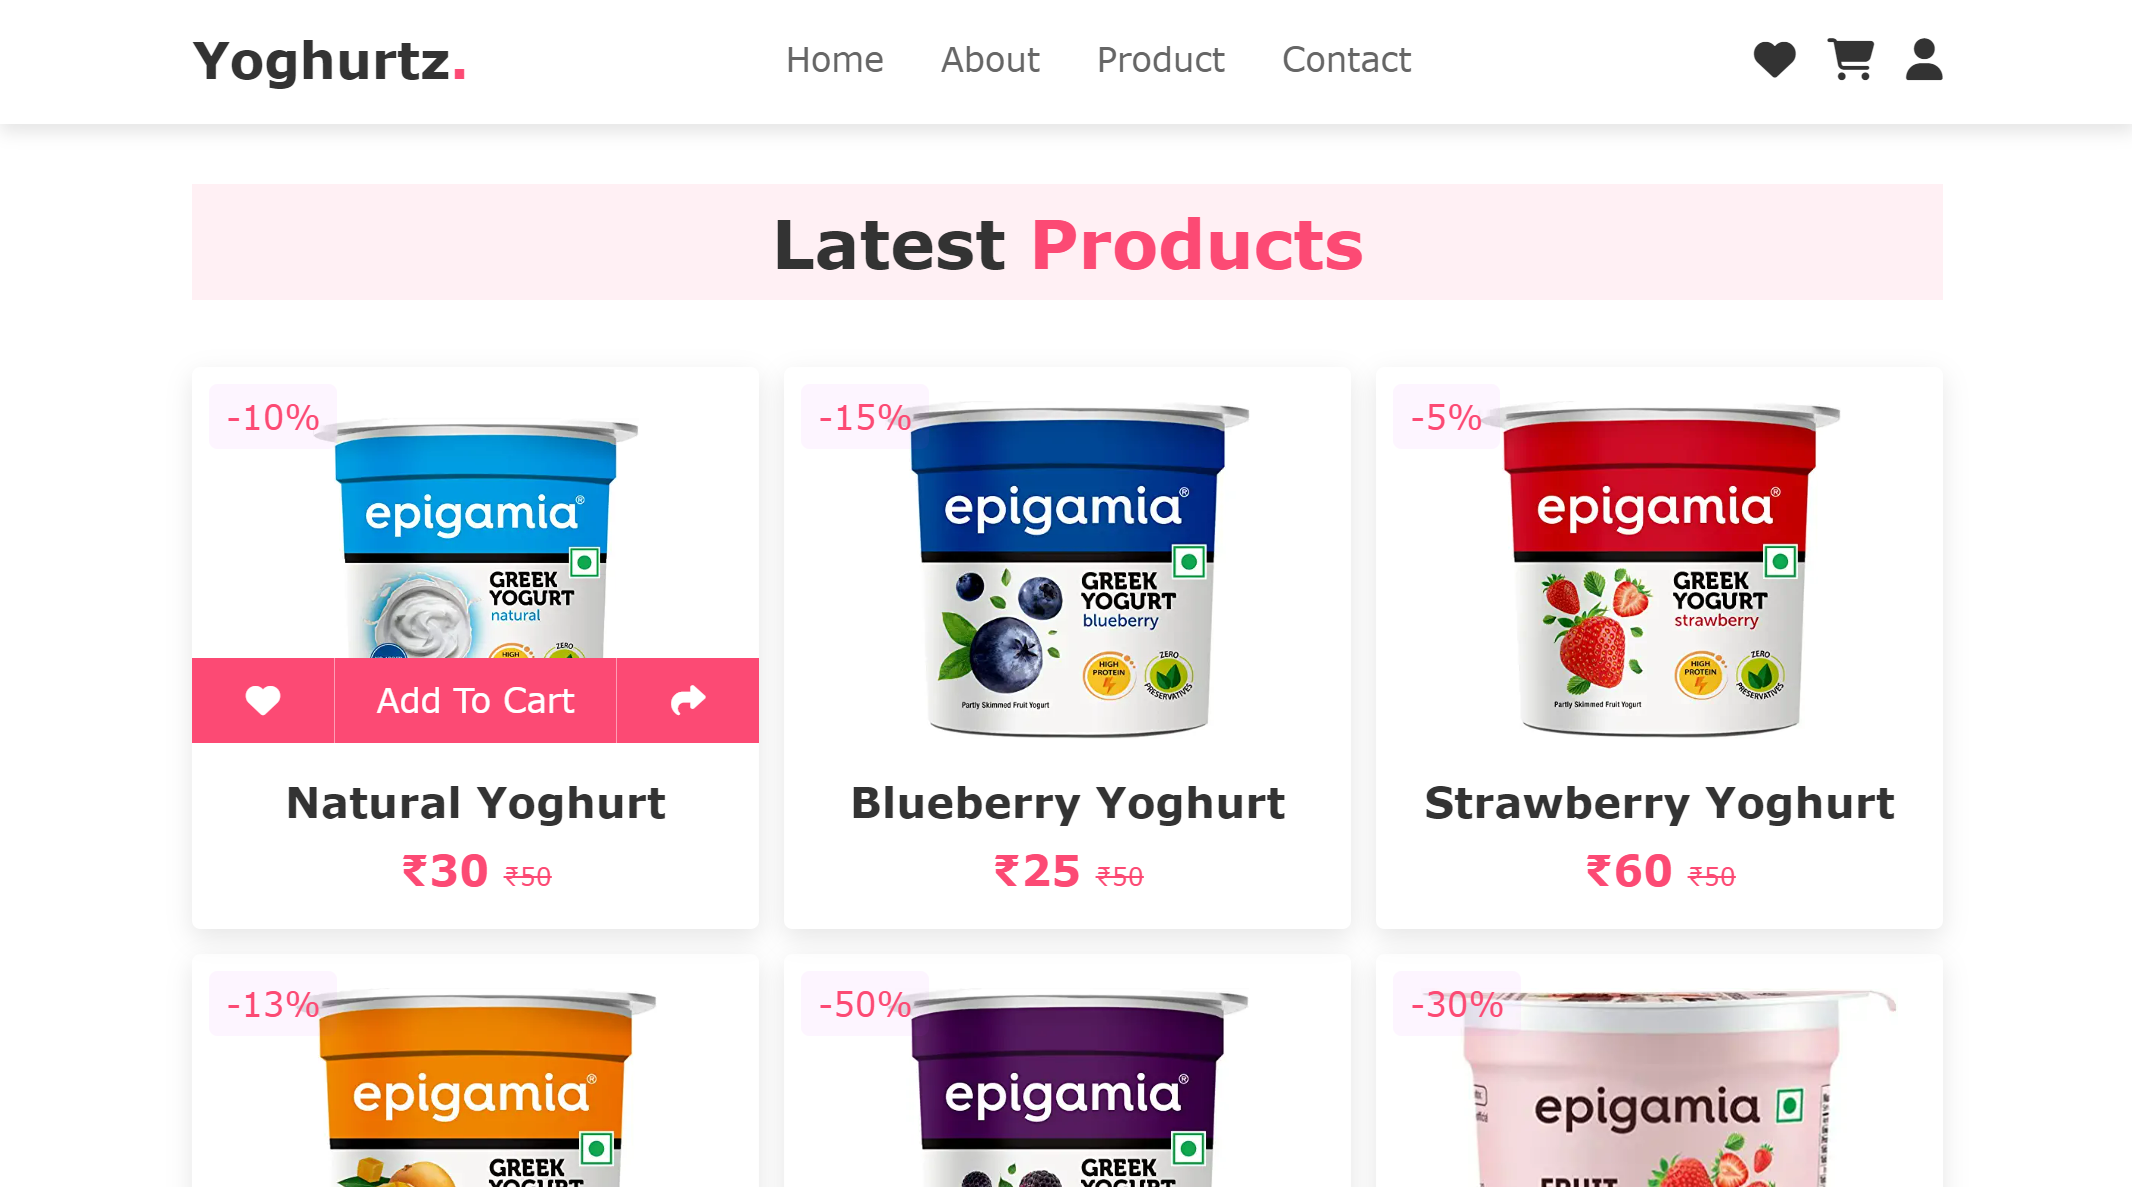 Yoghurtz.
Home
About
Product
Contact
Latest Products
-10%
epigamia®
GREEK
YOGURT
natural
HIGH
ZERO
Add To Cart
Natural Yoghurt
₹30 ₹50
-15%
epigamia®
GREEK
YOGURT
blueberry
HIGH
PROTEIN
ZERO
PRESERVATIVES
Partly Skimmed Fruit Yogurt
Blueberry Yoghurt
₹25 ₹50
-5%
epigamia®
GREEK
YOGURT
strawberry
HIGH
PROTEIN
ZERO
PRESERVATIVES
Partly Skimmed Fruit Yogurt
Strawberry Yoghurt
₹60 ₹50
-13%
epigamia®
GREEK
YOGURT
-50%
epigamia®
GREEK
YOGURT
-30%
epigamia
FRUIT